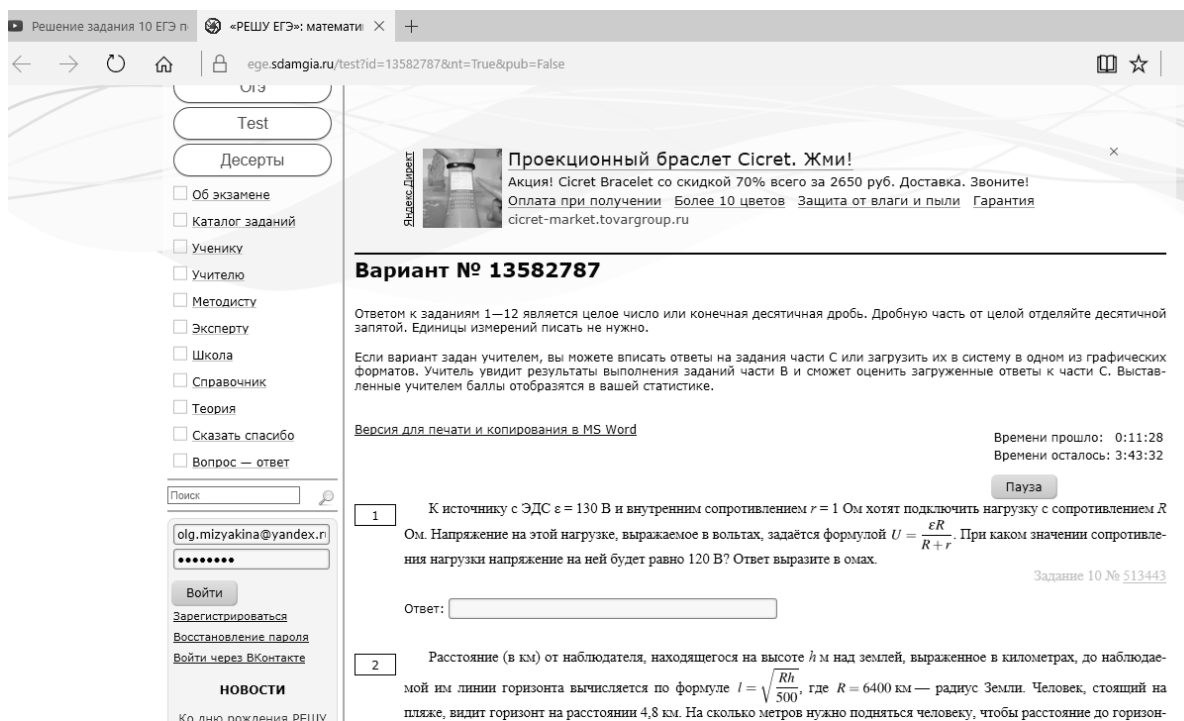 Решение задания 10 ЕГЭ п
«РЕШУ ЕГЭ»: математи
ege.sdamgia.ru/test?id=13582787&nt=True&pub=False
ОГЭ
Test
Десерты
Об экзамене
Каталог заданий
Ученику
Учителю
Методисту
Эксперту
Школа
Справочник
Теория
Сказать спасибо
Вопрос — ответ
Поиск
olg.mizyakina@yandex.r
Войти
Зарегистрироваться
Восстановление пароля
Войти через ВКонтакте
НОВОСТИ
Ко дню рождения РЕШУ
Яндекс.Директ
Проекционный браслет Cicret. Жми!
Акция! Cicret Bracelet со скидкой 70% всего за 2650 руб. Доставка. Звоните!
Оплата при получении Более 10 цветов Защита от влаги и пыли Гарантия
cicret-market.tovargroup.ru
Вариант № 13582787
Ответом к заданиям 1—12 является целое число или конечная десятичная дробь. Дробную часть от целой отделяйте десятичной
запятой. Единицы измерений писать не нужно.
Если вариант задан учителем, вы можете вписать ответы на задания части С или загрузить их в систему в одном из графических
форматов. Учитель увидит результаты выполнения заданий части В и сможет оценить загруженные ответы к части С. Выстав-
ленные учителем баллы отобразятся в вашей статистике.
Версия для печати и копирования в MS Word
Времени прошло: 0:11:28
Времени осталось: 3:43:32
Пауза
1
К источнику с ЭДС ε = 130 В и внутренним сопротивлением r = 1 Ом хотят подключить нагрузку с сопротивлением R
Ом. Напряжение на этой нагрузке, выражаемое в вольтах, задаётся формулой U = εR/(R+r). При каком значении сопротивле-
ния нагрузки напряжение на ней будет равно 120 В? Ответ выразите в омах.
Задание 10 № 513443
Ответ:
2
Расстояние (в км) от наблюдателя, находящегося на высоте h м над землей, выраженное в километрах, до наблюдае-
мой им линии горизонта вычисляется по формуле l = √(Rh/500), где R = 6400 км — радиус Земли. Человек, стоящий на
пляже, видит горизонт на расстоянии 4,8 км. На сколько метров нужно подняться человеку, чтобы расстояние до горизон-